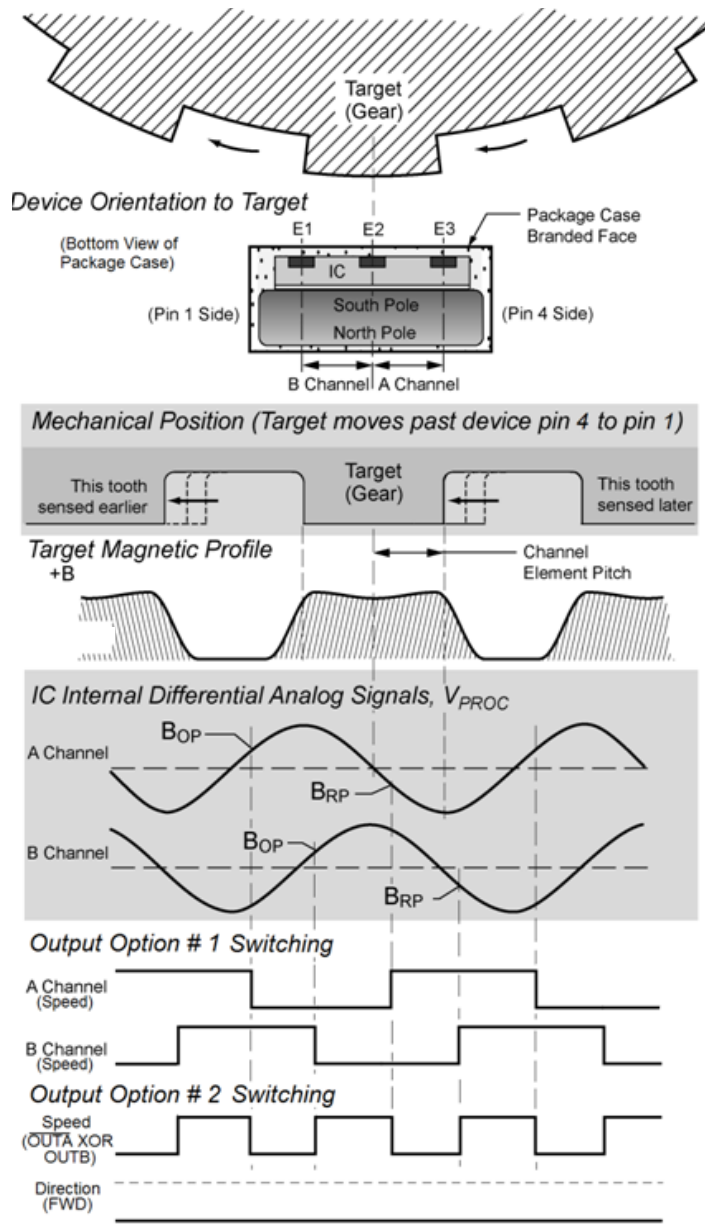 Target
(Gear)
Device Orientation to Target
(Bottom View of
Package Case)
E1 E2 E3
Package Case
Branded Face
IC
(Pin 1 Side)
South Pole
North Pole
(Pin 4 Side)
B Channel A Channel
Mechanical Position (Target moves past device pin 4 to pin 1)
This tooth
sensed earlier
Target
(Gear)
This tooth
sensed later
Target Magnetic Profile
+B
Channel
Element Pitch
IC Internal Differential Analog Signals, VPROC
A Channel
BOP
BRP
B Channel
BOP
BRP
Output Option # 1 Switching
A Channel
(Speed)
B Channel
(Speed)
Output Option # 2 Switching
Speed
(OUTA XOR
OUTB)
Direction
(FWD)